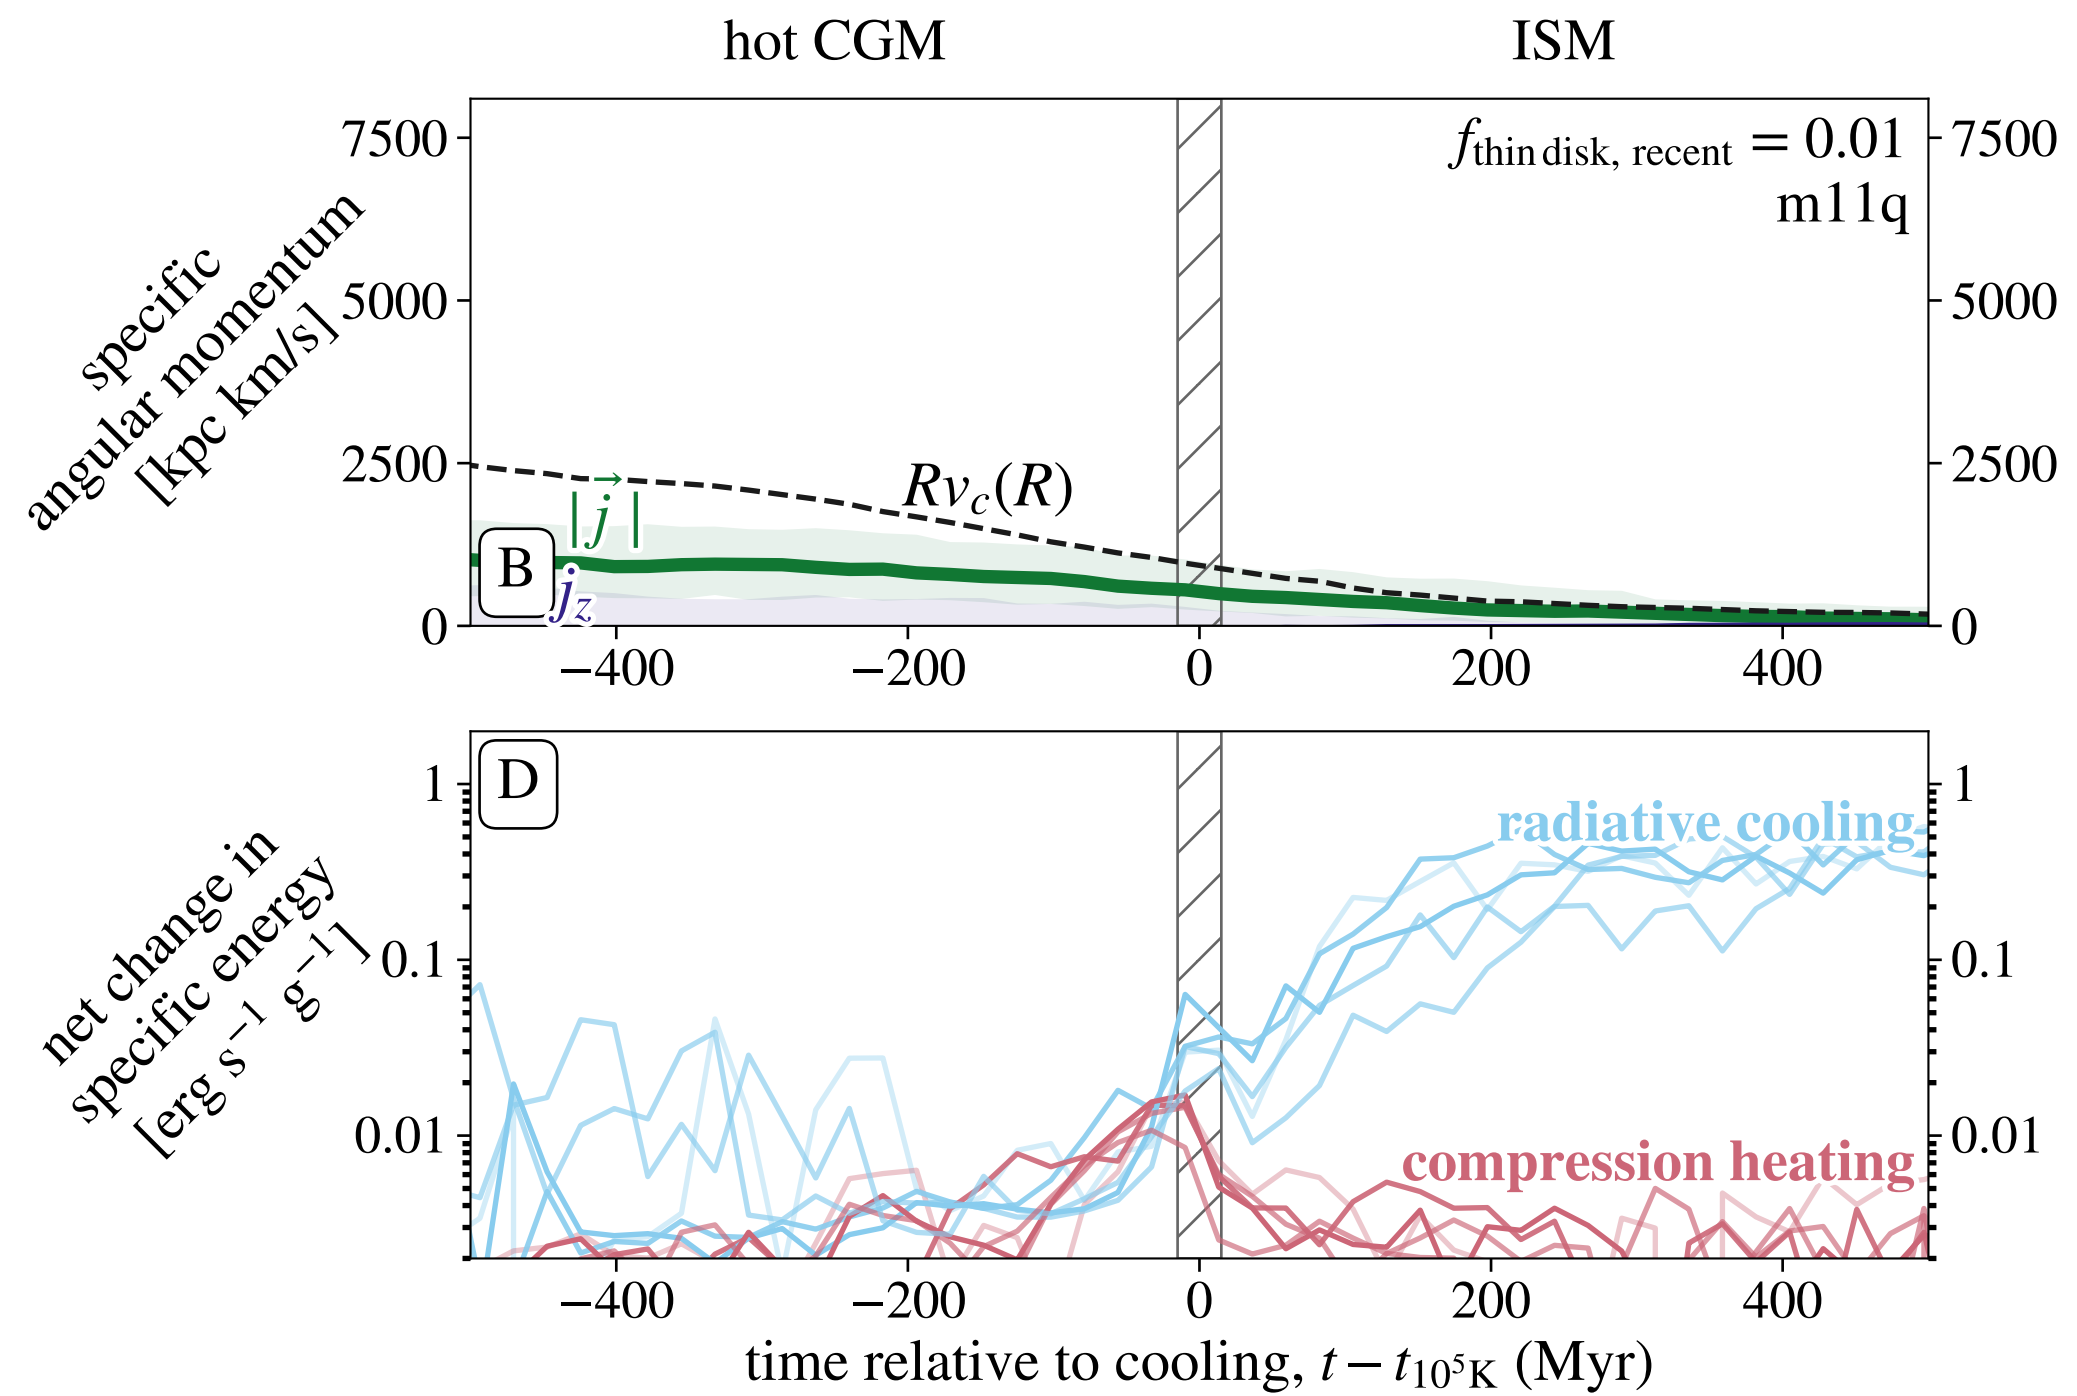 hot CGM
ISM
specific
angular momentum
[kpc km/s]
7500
5000
2500
0
f_thin disk, recent = 0.01
m11q
7500
5000
2500
0
Rv_c(R)
|j⃗|
B
j_z
−400
−200
0
200
400
net change in
specific energy
[erg s⁻¹ g⁻¹]
1
0.1
0.01
D
radiative cooling
compression heating
1
0.1
0.01
−400
−200
0
200
400
time relative to cooling, t − t_10⁵K (Myr)